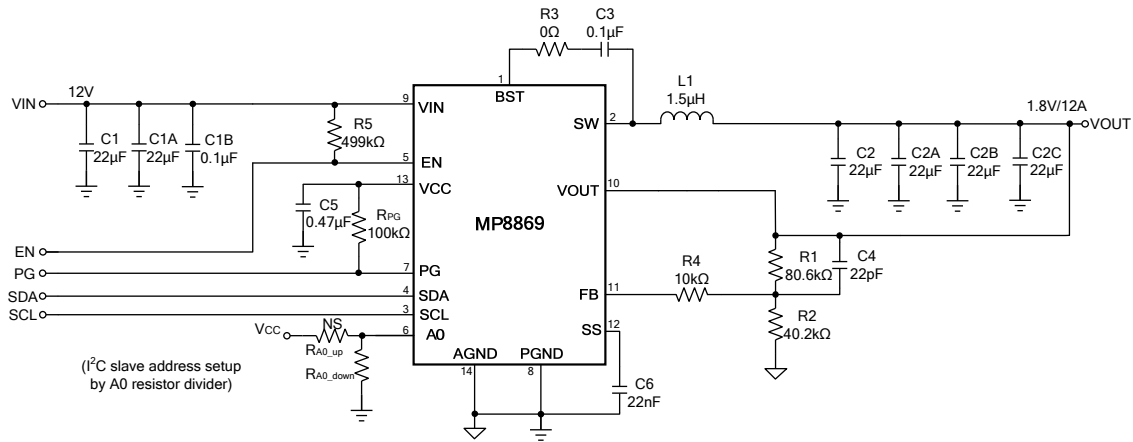 R3
0Ω
C3
0.1µF
1
BST
L1
1.5µH
12V
VIN
9
VIN
SW
2
1.8V/12A
VOUT
C1
22µF
C1A
22µF
C1B
0.1µF
R5
499kΩ
5
EN
13
VCC
C5
0.47µF
RPG
100kΩ
MP8869
VOUT
10
C2
22µF
C2A
22µF
C2B
22µF
C2C
22µF
EN
PG
7
PG
SDA
4
SDA
SCL
3
SCL
VCC
NS
6
A0
RA0_up
RA0_down
R4
10kΩ
FB
11
R1
80.6kΩ
C4
22pF
R2
40.2kΩ
SS
12
AGND
14
PGND
8
C6
22nF
(I²C slave address setup
by A0 resistor divider)